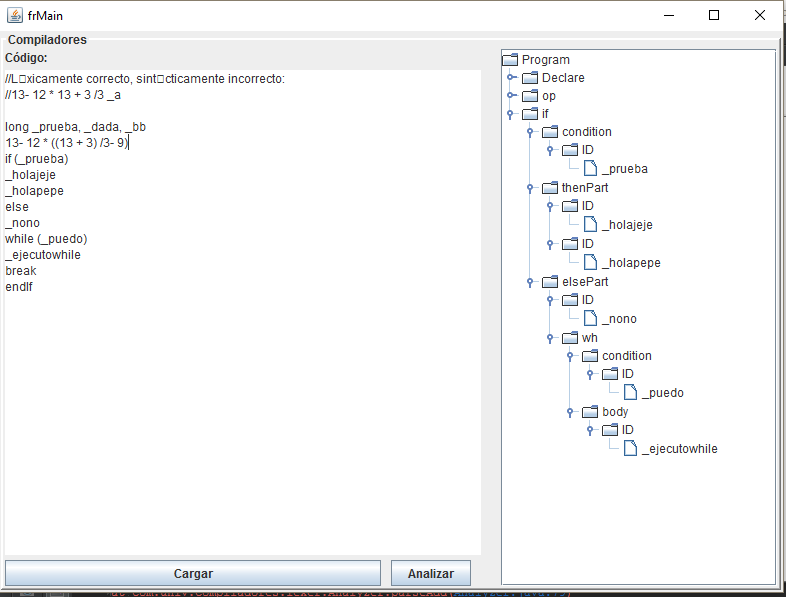 frMain
Compiladores
Código:
//L□xicamente correcto, sint□cticamente incorrecto:
//13- 12 * 13 + 3 /3 _a
long _prueba, _dada, _bb
13- 12 * ((13 + 3) /3- 9)
if (_prueba)
_holajeje
_holapepe
else
_nono
while (_puedo)
_ejecutowhile
break
endIf
Cargar
Analizar
Program
Declare
op
if
condition
ID
_prueba
thenPart
ID
_holajeje
ID
_holapepe
elsePart
ID
_nono
wh
condition
ID
_puedo
body
ID
_ejecutowhile